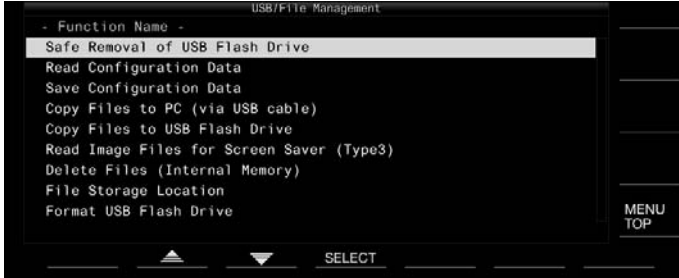 USB/File Management
- Function Name -
Safe Removal of USB Flash Drive
Read Configuration Data
Save Configuration Data
Copy Files to PC (via USB cable)
Copy Files to USB Flash Drive
Read Image Files for Screen Saver (Type3)
Delete Files (Internal Memory)
File Storage Location
Format USB Flash Drive
MENU
TOP
SELECT